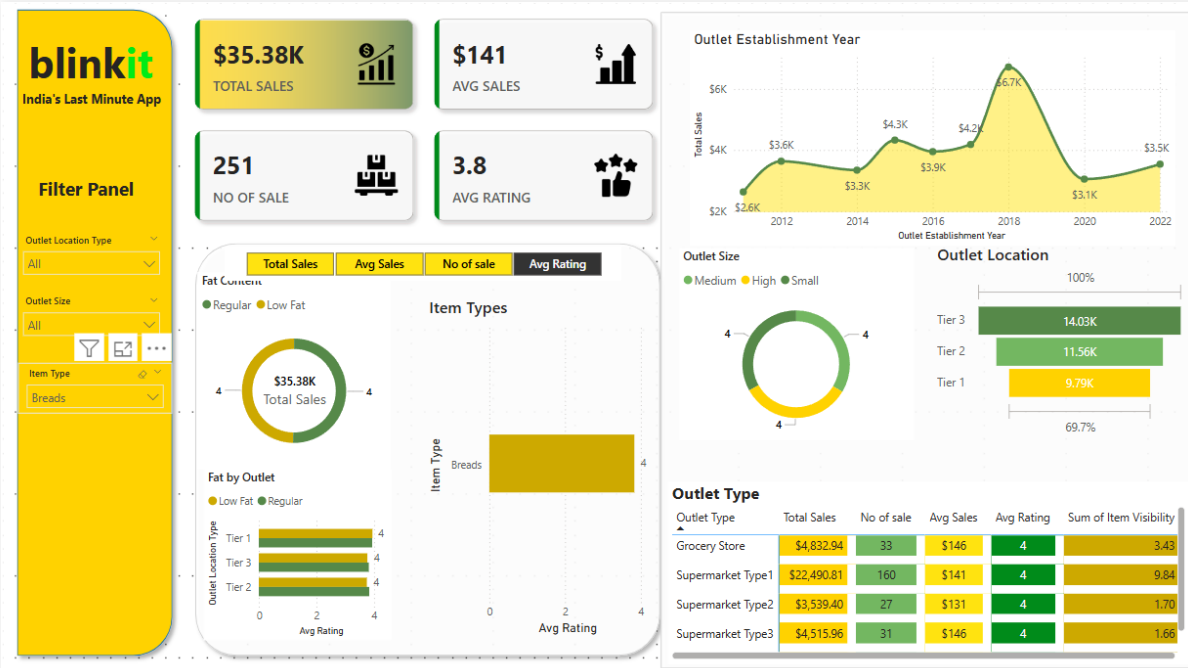 blinkit
India's Last Minute App
Filter Panel
Outlet Location Type
All
Outlet Size
All
Item Type
Breads
$35.38K
TOTAL SALES
$141
AVG SALES
251
NO OF SALE
3.8
AVG RATING
Total Sales
Avg Sales
No of sale
Avg Rating
Fat Content
Regular
Low Fat
4
$35.38K
Total Sales
4
Fat by Outlet
Low Fat
Regular
Outlet Location Type
Tier 1
4
Tier 3
4
Tier 2
4
0
2
4
Avg Rating
Item Types
Item Type
Breads
4
0
2
4
Avg Rating
Outlet Establishment Year
Total Sales
$6K
$4K
$2K
$2.6K
$3.6K
$3.3K
$4.3K
$3.9K
$4.2K
$6.7K
$3.1K
$3.5K
2012
2014
2016
2018
2020
2022
Outlet Establishment Year
Outlet Size
Medium
High
Small
4
4
4
Outlet Location
100%
Tier 3
14.03K
Tier 2
11.56K
Tier 1
9.79K
69.7%
Outlet Type
Outlet Type Total Sales No of sale Avg Sales Avg Rating Sum of Item Visibility
Grocery Store $4,832.94 33 $146 4 3.43
Supermarket Type1 $22,490.81 160 $141 4 9.84
Supermarket Type2 $3,539.40 27 $131 4 1.70
Supermarket Type3 $4,515.96 31 $146 4 1.66